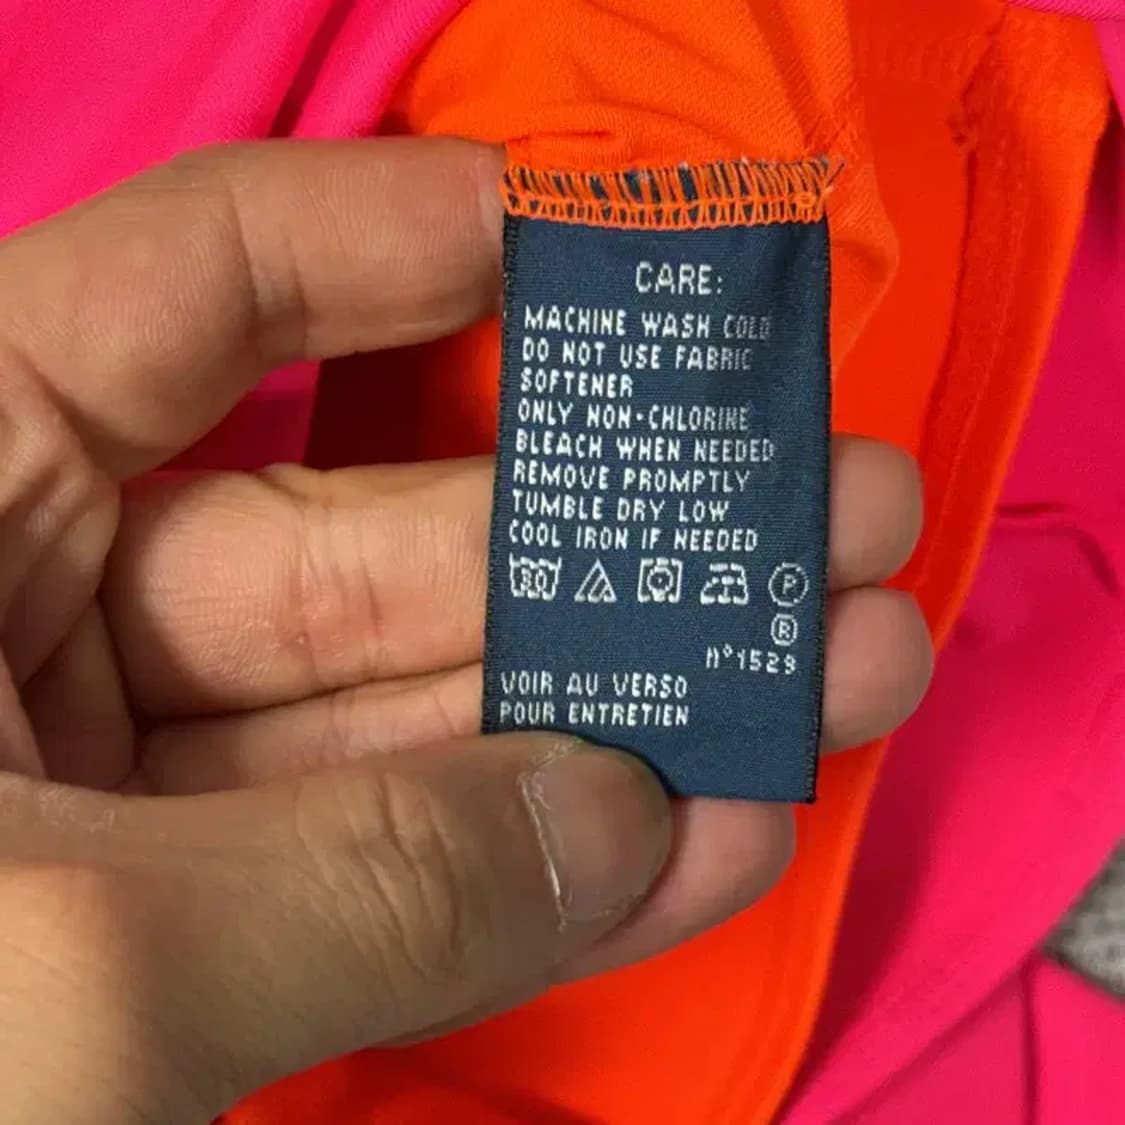 CARE:
MACHINE WASH COLD
DO NOT USE FABRIC
SOFTENER
ONLY NON-CHLORINE
BLEACH WHEN NEEDED
REMOVE PROMPTLY
TUMBLE DRY LOW
COOL IRON IF NEEDED
30 P
R
n°1529
VOIR AU VERSO
POUR ENTRETIEN